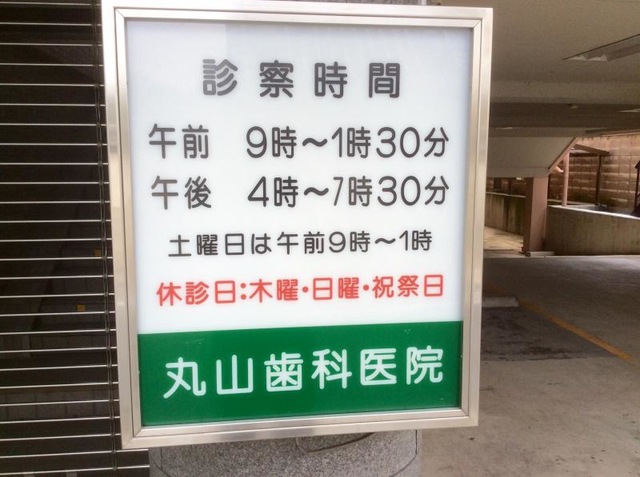 診察時間
午前 9時〜1時30分
午後 4時〜7時30分
土曜日は午前9時〜1時
休診日:木曜・日曜・祝祭日
丸山歯科医院